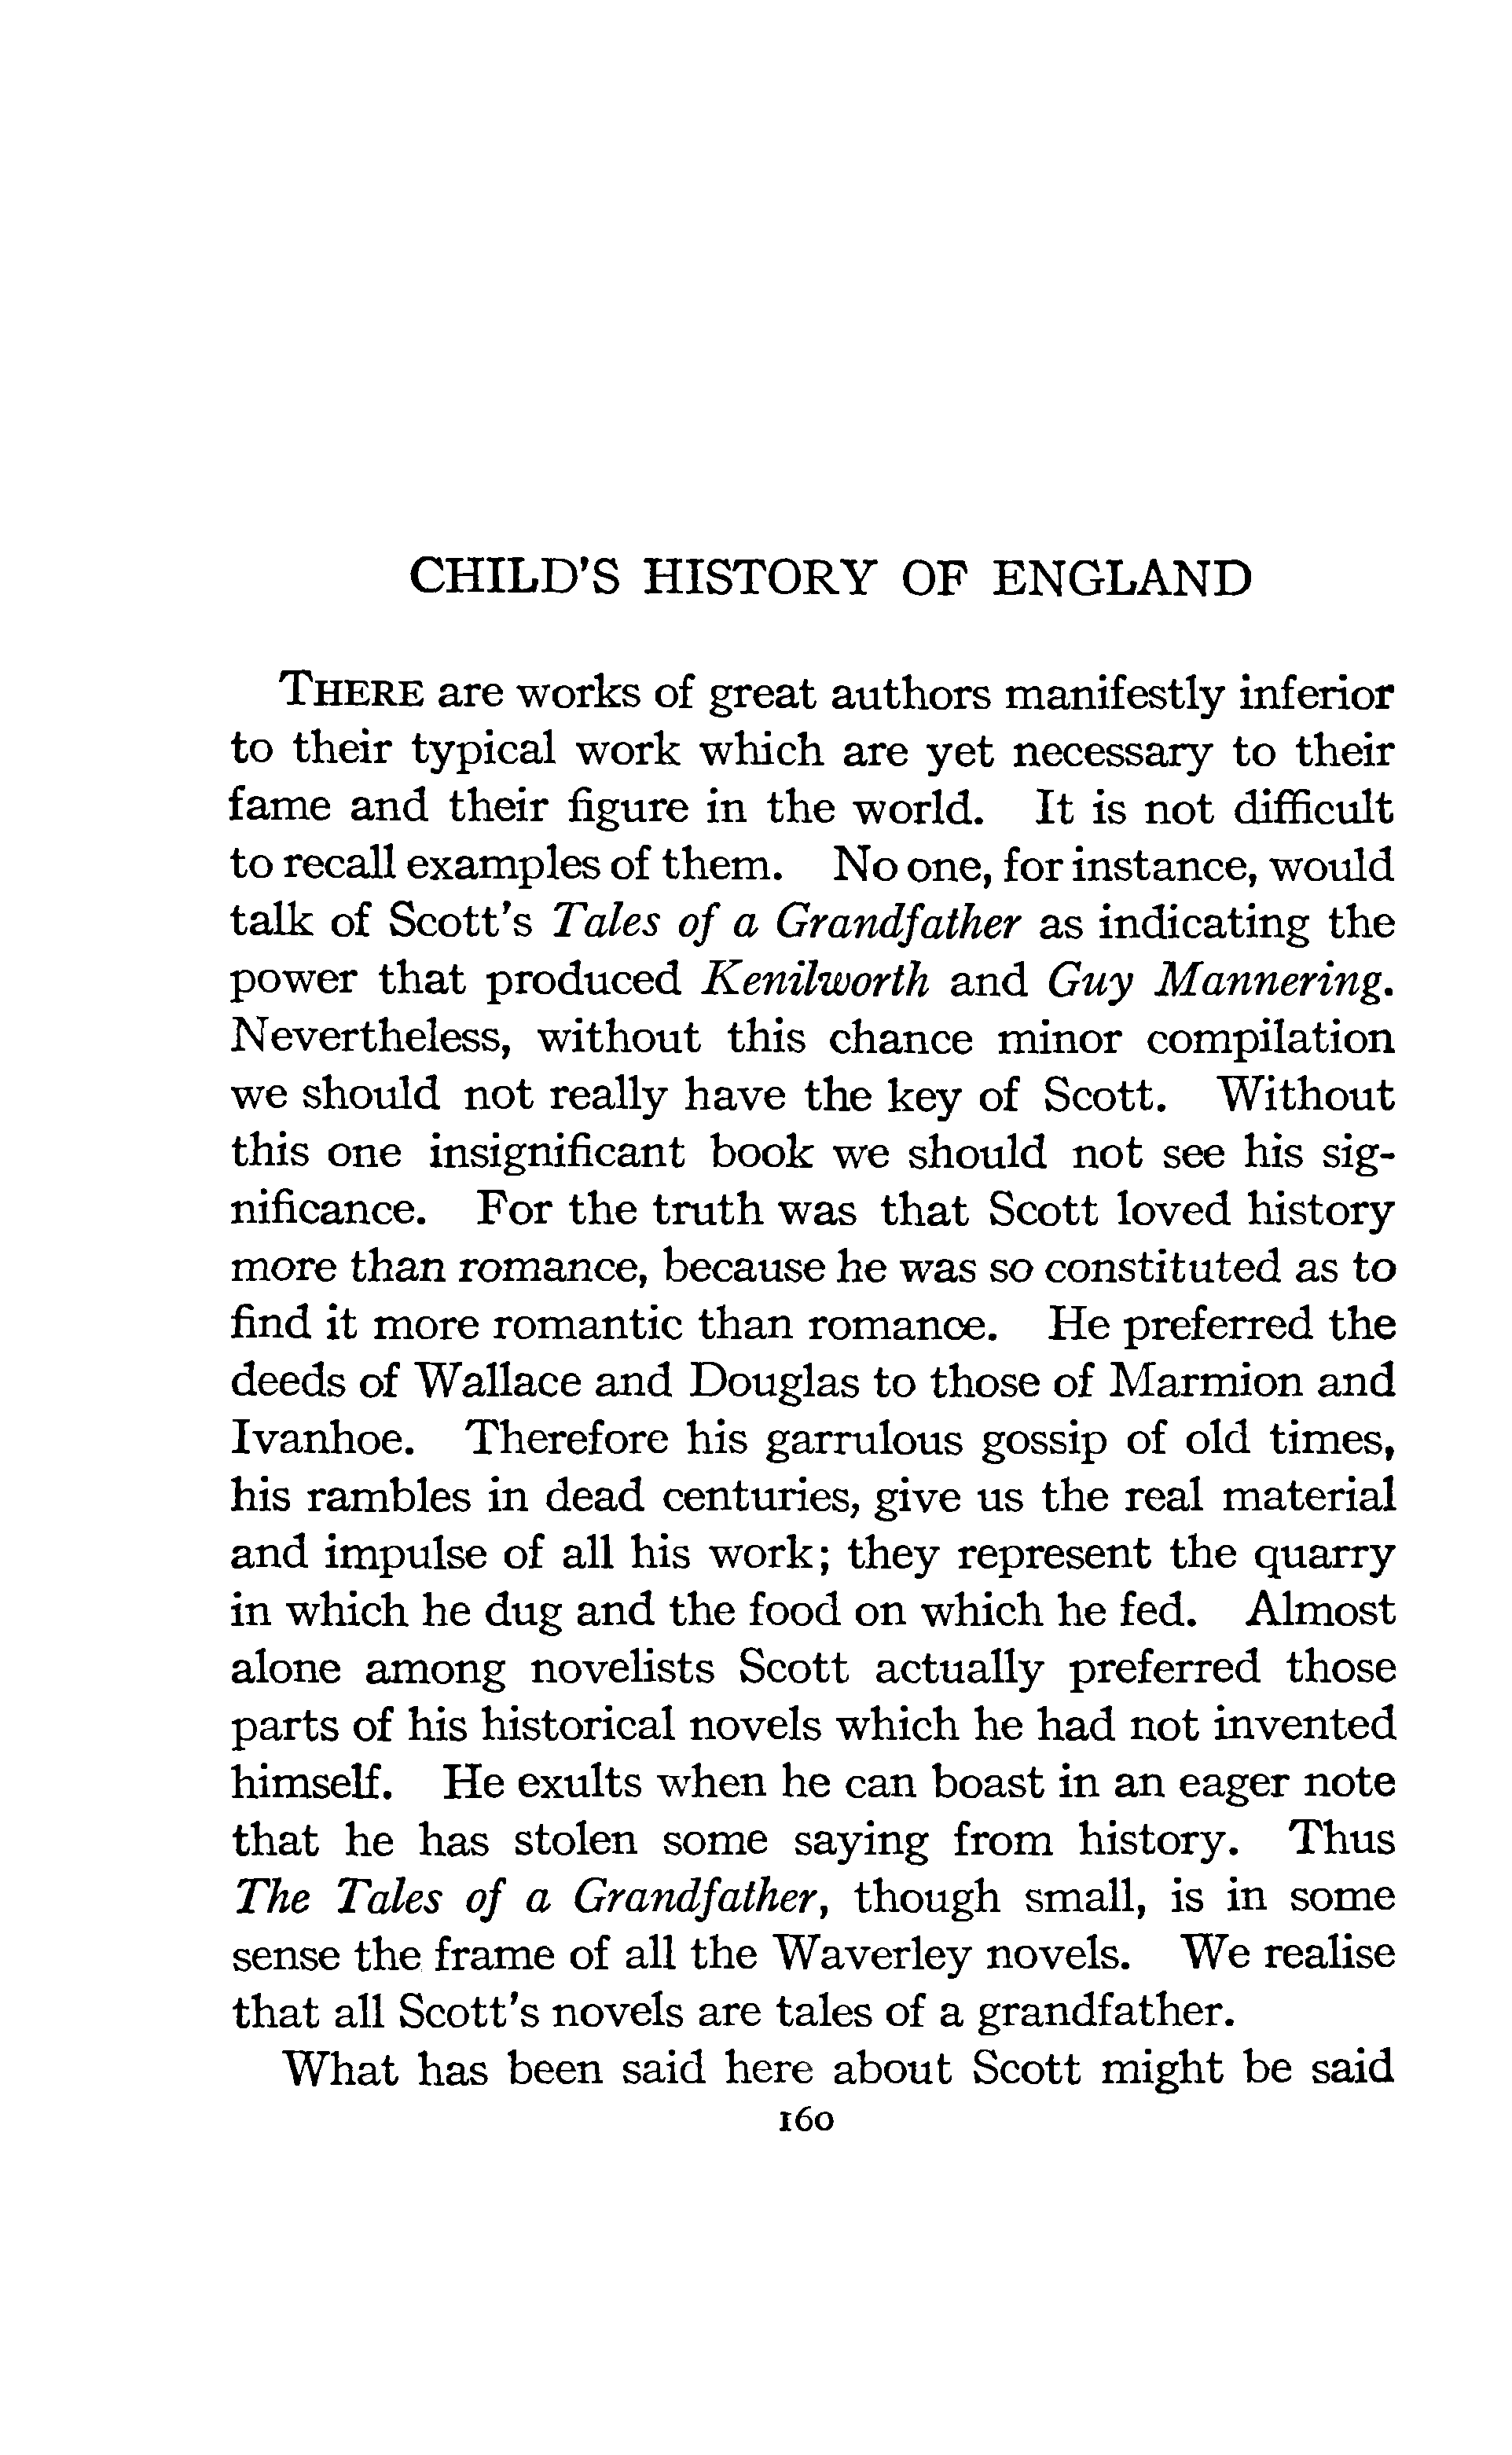 CHILD'S HISTORY OF ENGLAND
THERE are works of great authors manifestly inferior
to their typical work which are yet necessary to their
fame and their figure in the world. It is not difficult
to recall examples of them. No one, for instance, would
talk of Scott's Tales of a Grandfather as indicating the
power that produced Kenilworth and Guy Mannering.
Nevertheless, without this chance minor compilation
we should not really have the key of Scott. Without
this one insignificant book we should not see his sig-
nificance. For the truth was that Scott loved history
more than romance, because he was so constituted as to
find it more romantic than romance. He preferred the
deeds of Wallace and Douglas to those of Marmion and
Ivanhoe. Therefore his garrulous gossip of old times,
his rambles in dead centuries, give us the real material
and impulse of all his work; they represent the quarry
in which he dug and the food on which he fed. Almost
alone among novelists Scott actually preferred those
parts of his historical novels which he had not invented
himself. He exults when he can boast in an eager note
that he has stolen some saying from history. Thus
The Tales of a Grandfather, though small, is in some
sense the frame of all the Waverley novels. We realise
that all Scott's novels are tales of a grandfather.
What has been said here about Scott might be said
160